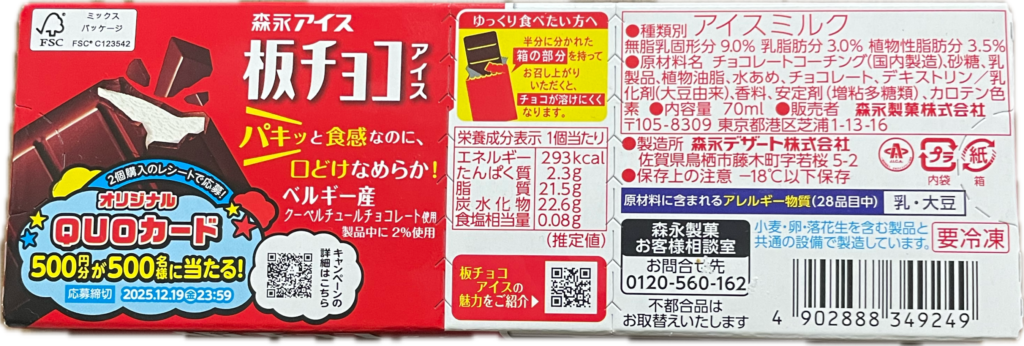 FSC
FSC® C123542
ミックス
パッケージ
森永アイス
板チョコアイス
パキッと食感なのに、
口どけなめらか!
ベルギー産
クーベルチュールチョコレート使用
製品中に2%使用
2個購入のレシートで応募!
オリジナル
QUOカード
500円分が500名様に当たる!
応募締切 2025.12.19㊎23:59
キャンペーンの
詳細はこちら
ゆっくり食べたい方へ
半分に分かれた
箱の部分を持って
お召し上がり
いただくと、
チョコが溶けにくく
なります。
栄養成分表示 1個当たり
エネルギー 293kcal
たんぱく質 2.3g
脂質 21.5g
炭水化物 22.6g
食塩相当量 0.08g
(推定値)
板チョコ
アイスの
魅力をご紹介▶
●種類別 アイスミルク
無脂乳固形分 9.0% 乳脂肪分 3.0% 植物性脂肪分 3.5%
●原材料名 チョコレートコーチング(国内製造)、砂糖、乳
製品、植物油脂、水あめ、チョコレート、デキストリン/乳
化剤(大豆由来)、香料、安定剤(増粘多糖類)、カロテン色
素 ●内容量 70ml ●販売者 森永製菓株式会社
〒105-8309 東京都港区芝浦1-13-16
●製造所 森永デザート株式会社
佐賀県鳥栖市藤木町字若桜 5-2
●保存上の注意 −18℃以下保存
プラ
内袋
紙
箱
原材料に含まれるアレルギー物質(28品目中) 乳・大豆
森永製菓
お客様相談室
お問合せ先
0120-560-162
不都合品は
お取替えいたします
小麦・卵・落花生を含む製品と
共通の設備で製造しています。
要冷凍
4 902888 349249